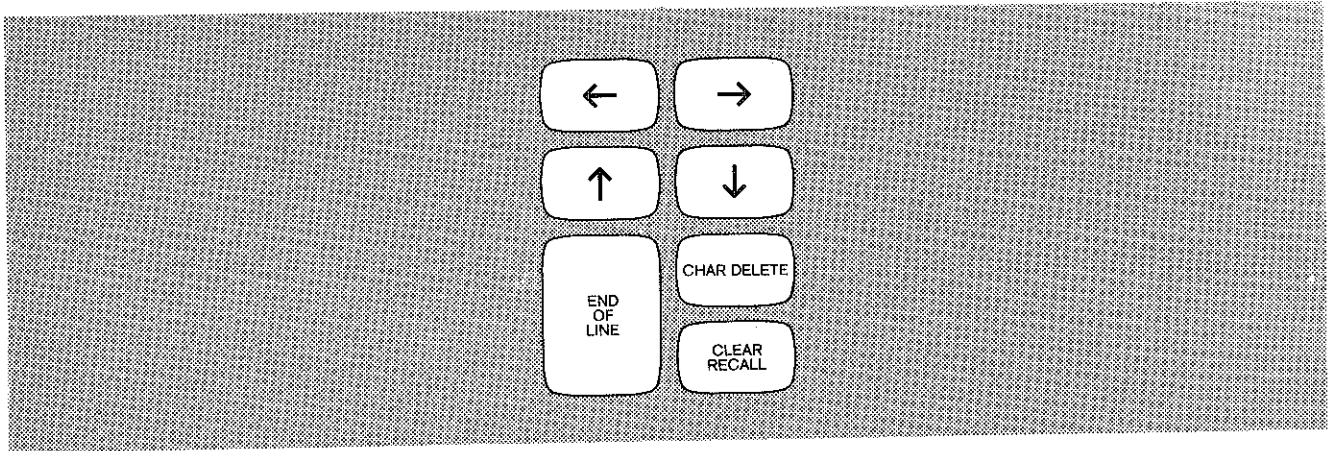 ← →
↑ ↓
CHAR DELETE
END
OF
LINE
CLEAR
RECALL